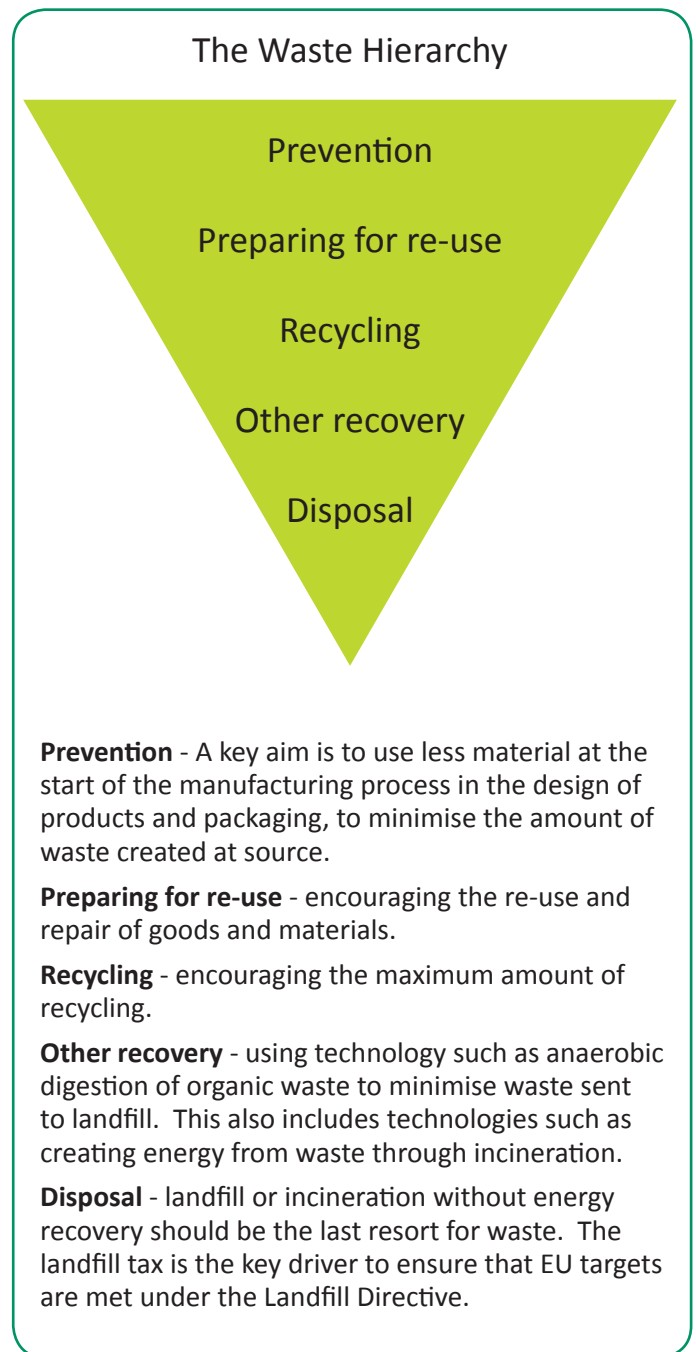 The Waste Hierarchy
Prevention
Preparing for re-use
Recycling
Other recovery
Disposal
Prevention - A key aim is to use less material at the
start of the manufacturing process in the design of
products and packaging, to minimise the amount of
waste created at source.
Preparing for re-use - encouraging the re-use and
repair of goods and materials.
Recycling - encouraging the maximum amount of
recycling.
Other recovery - using technology such as anaerobic
digestion of organic waste to minimise waste sent
to landfill.  This also includes technologies such as
creating energy from waste through incineration.
Disposal - landfill or incineration without energy
recovery should be the last resort for waste.  The
landfill tax is the key driver to ensure that EU targets
are met under the Landfill Directive.